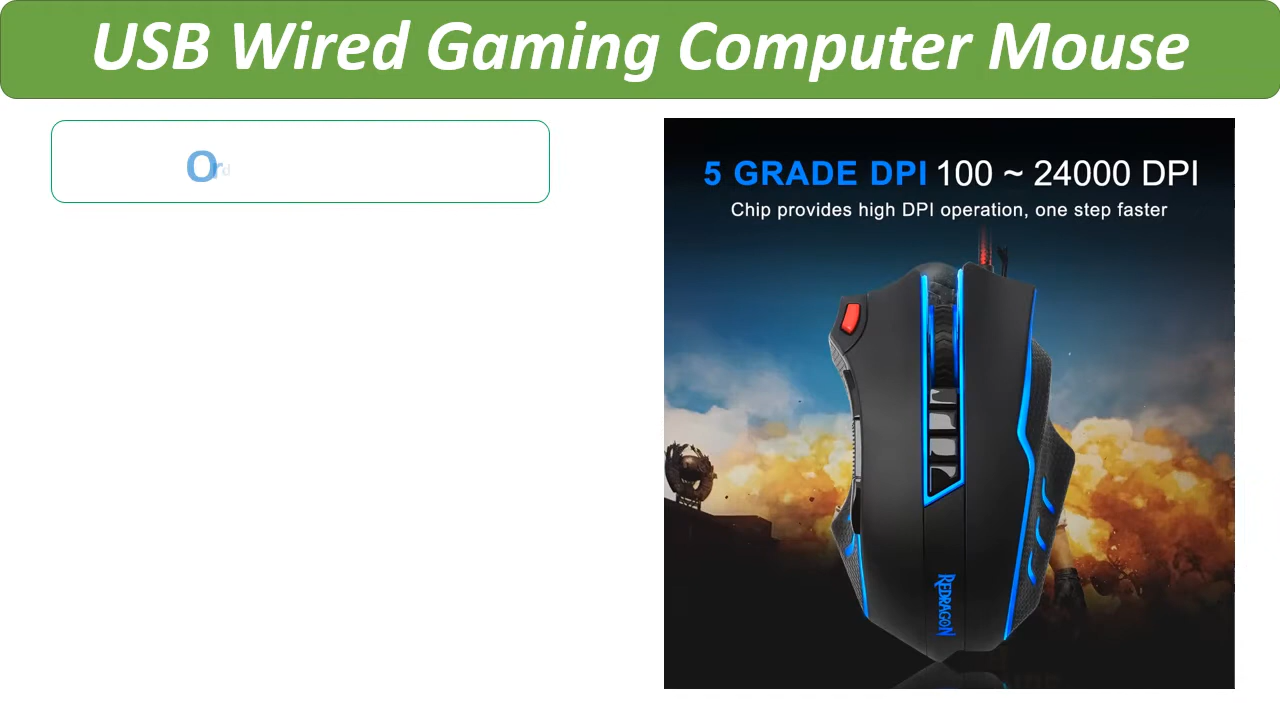 USB Wired Gaming Computer Mouse
5 GRADE DPI 100 ~ 24000 DPI
Chip provides high DPI operation, one step faster
REDRAGON